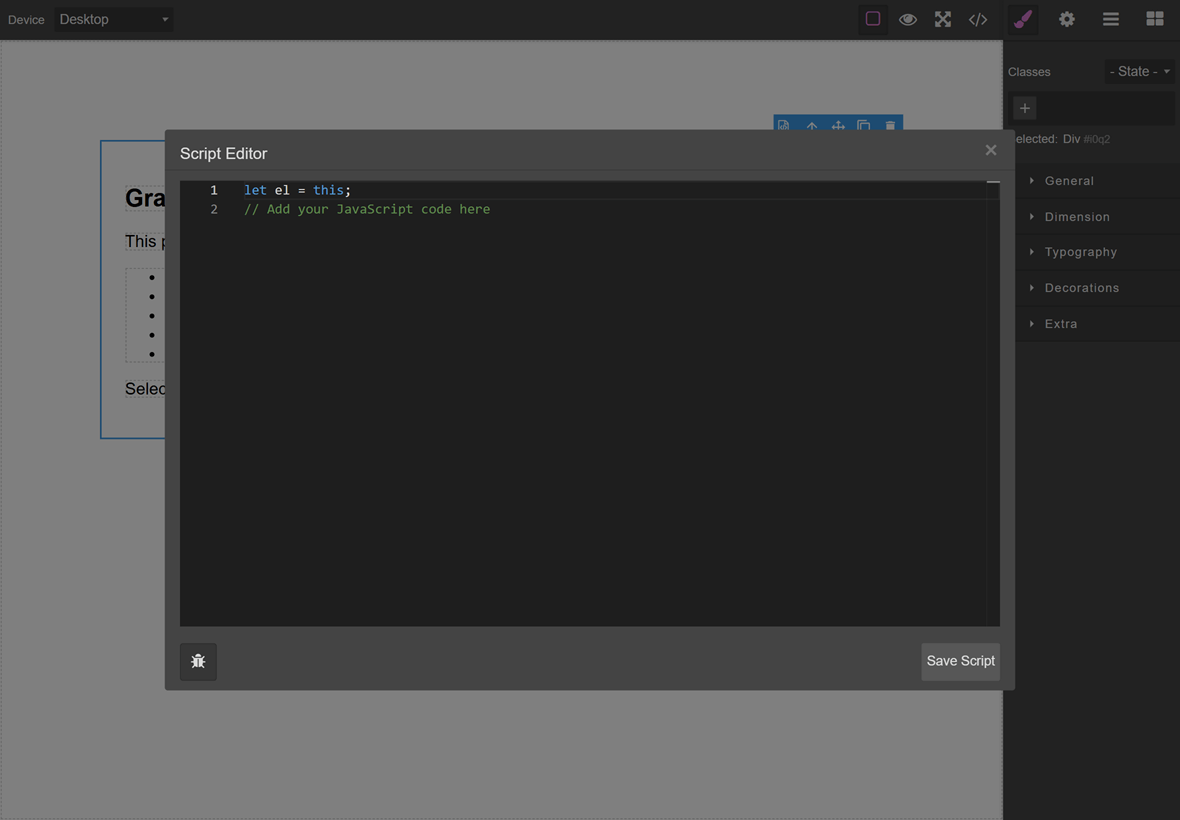 Device Desktop
Classes
- State -
Script Editor
elected: Div #i0q2
1 let el = this;
2 // Add your JavaScript code here
Gra
This p
Selec
General
Dimension
Typography
Decorations
Extra
Save Script